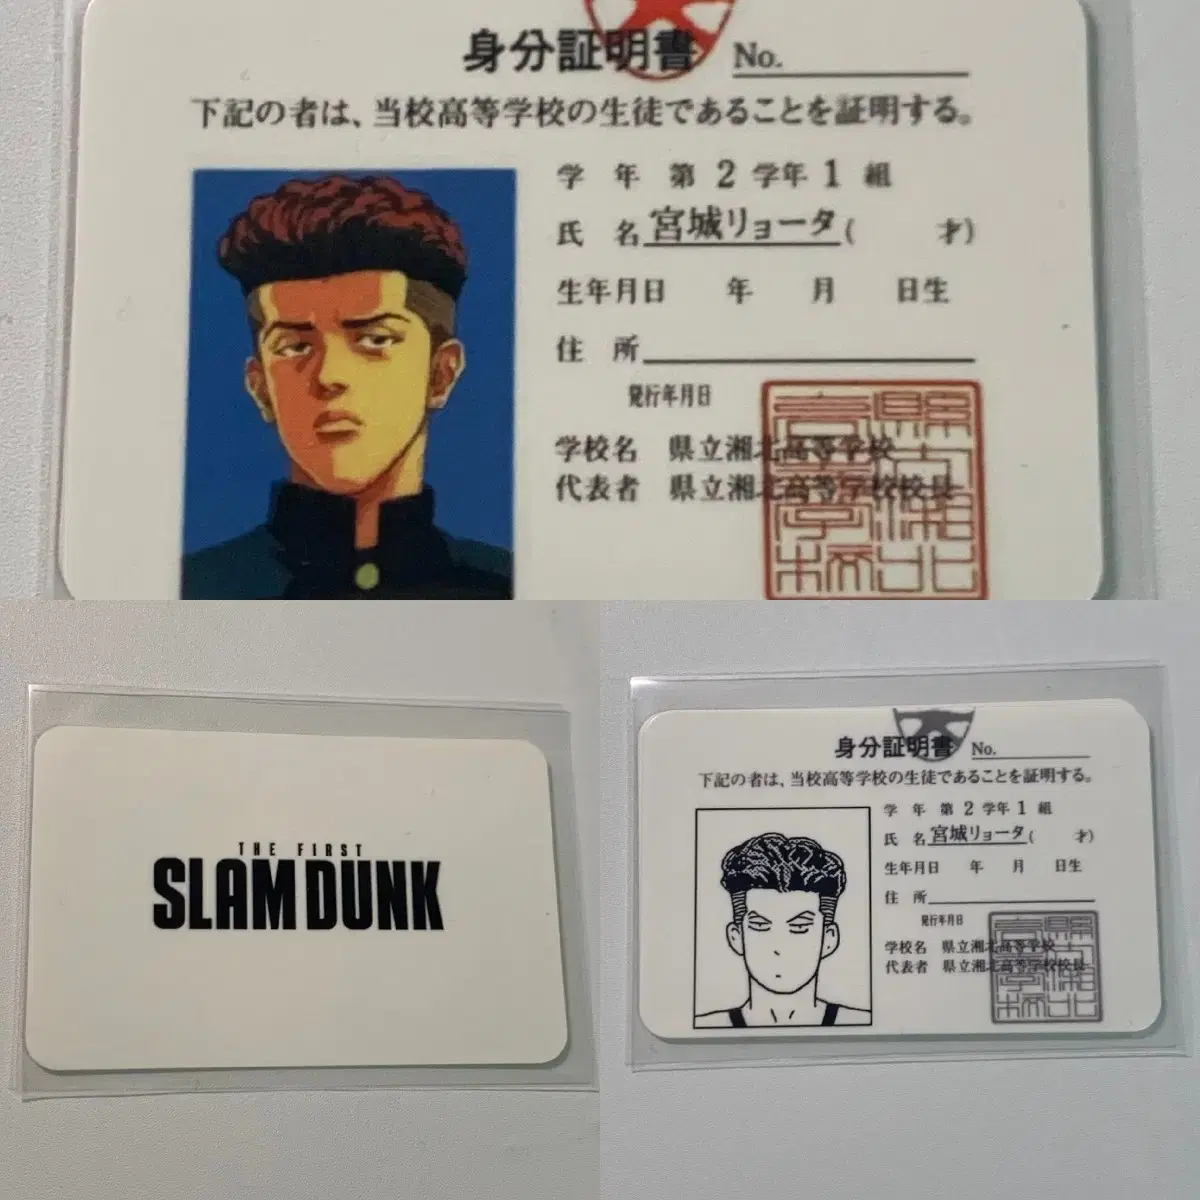 身分証明書 No.
下記の者は、当校高等学校の生徒であることを証明する。
学 年 第 2 学年 1 組
氏 名 宮城リョータ( 才)
生年月日 年 月 日生
住 所
発行年月日
学校名 県立湘北高等学校
代表者 県立湘北高等学校校長
THE FIRST
SLAM DUNK
身分証明書 No.
下記の者は、当校高等学校の生徒であることを証明する。
学 年 第 2 学年 1 組
氏 名 宮城リョータ( 才)
生年月日 年 月 日生
住 所
発行年月日
学校名 県立湘北高等学校
代表者 県立湘北高等学校校長